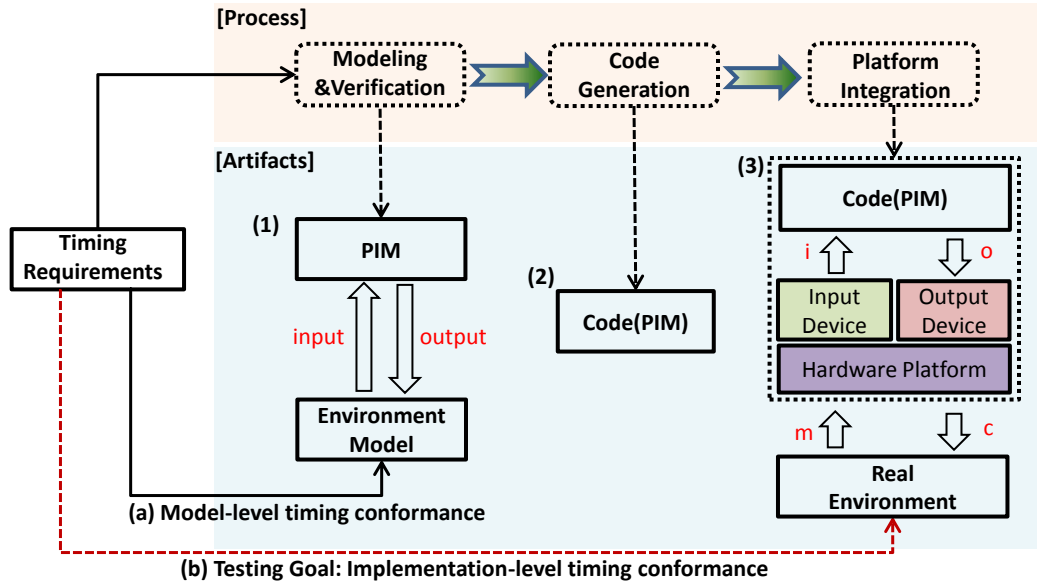 [Process]
Modeling
&Verification
Code
Generation
Platform
Integration
[Artifacts]
(1)
PIM
input
output
Environment
Model
(2)
Code(PIM)
(3)
Code(PIM)
i
o
Input
Device
Output
Device
Hardware Platform
m
c
Real
Environment
Timing
Requirements
(a) Model-level timing conformance
(b) Testing Goal: Implementation-level timing conformance